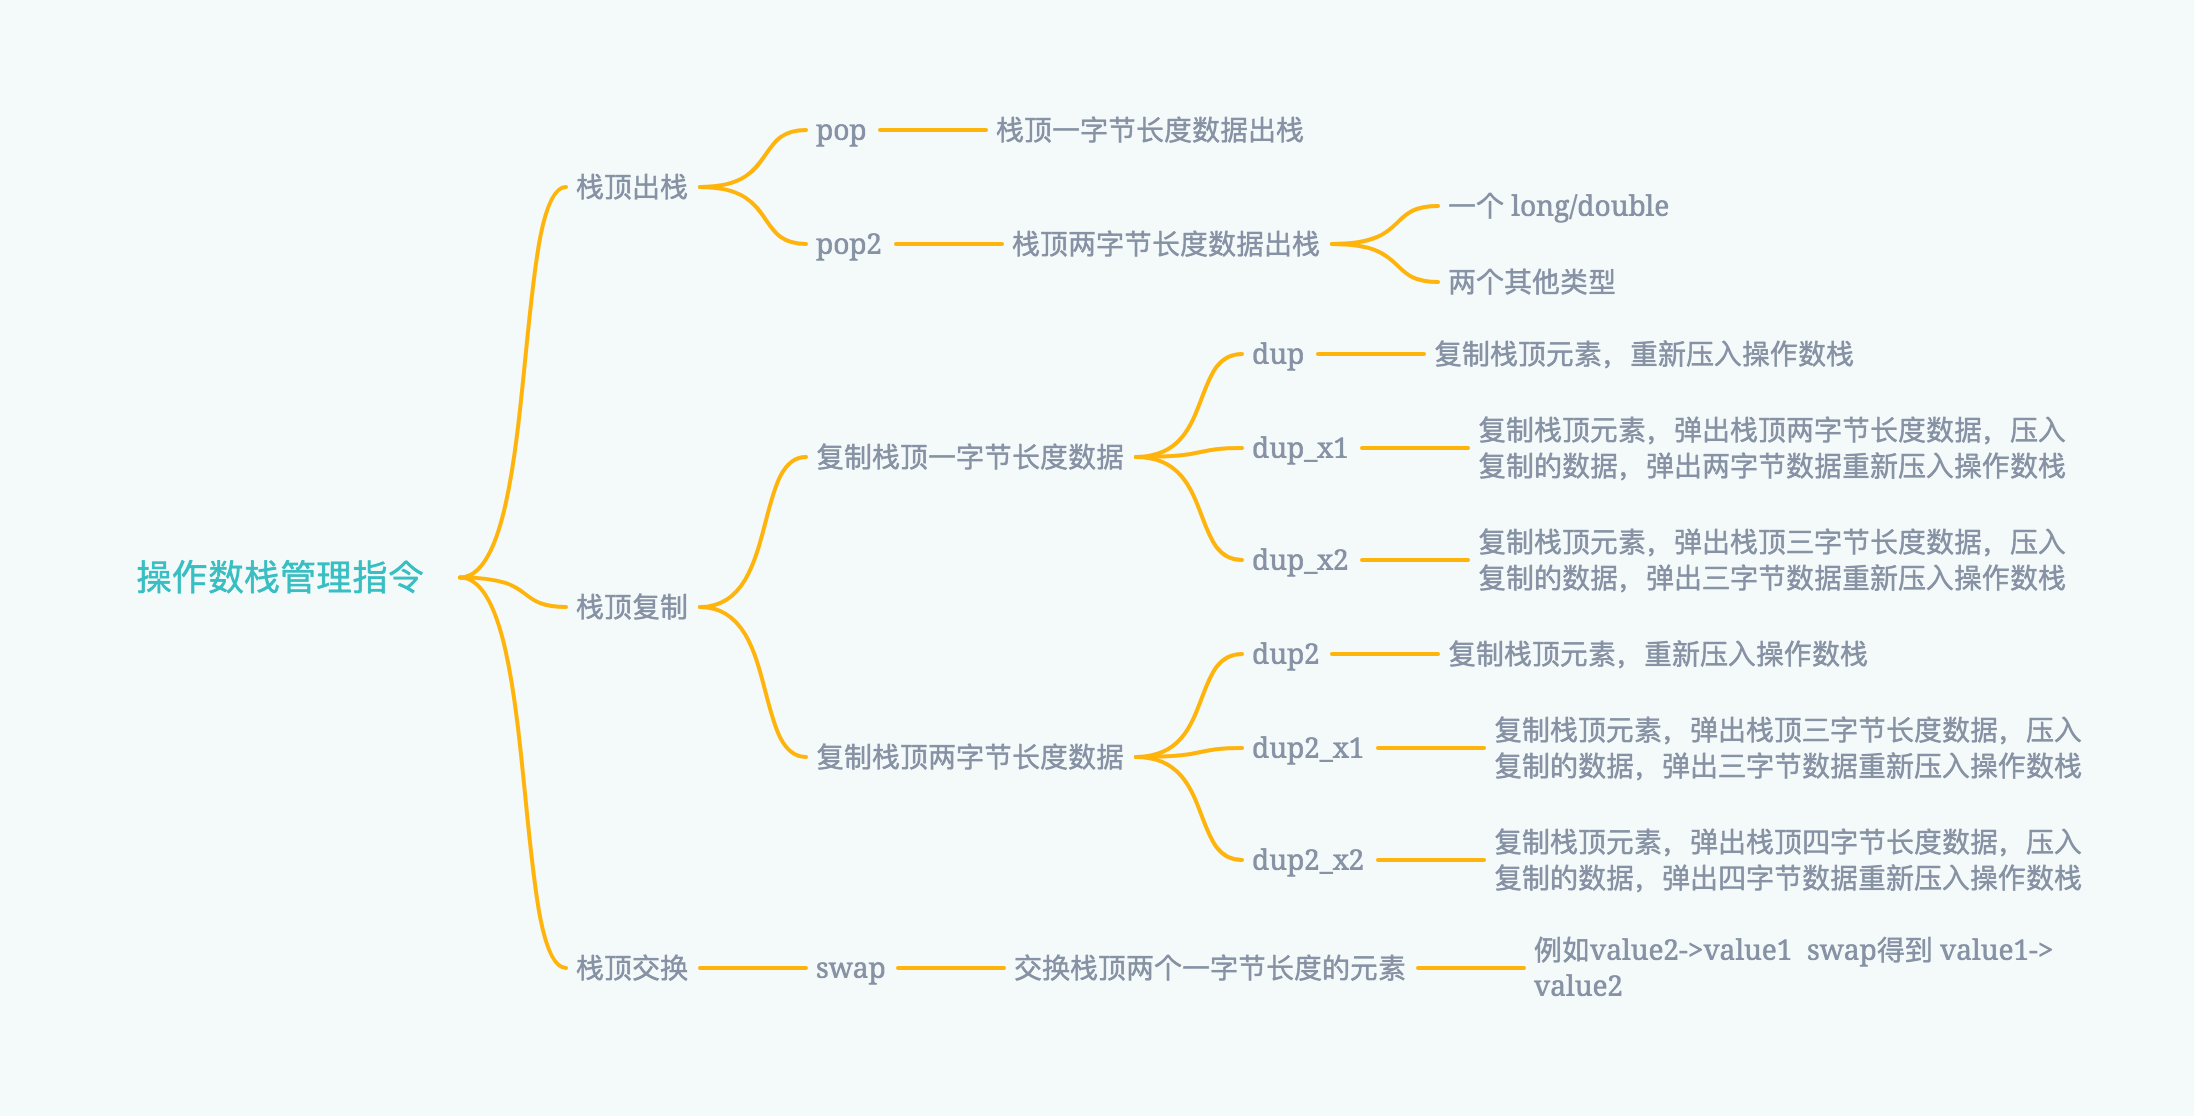 操作数栈管理指令
栈顶出栈
pop
栈顶一字节长度数据出栈
pop2
栈顶两字节长度数据出栈
一个 long/double
两个其他类型
栈顶复制
复制栈顶一字节长度数据
dup
复制栈顶元素，重新压入操作数栈
dup_x1
复制栈顶元素，弹出栈顶两字节长度数据，压入
复制的数据，弹出两字节数据重新压入操作数栈
dup_x2
复制栈顶元素，弹出栈顶三字节长度数据，压入
复制的数据，弹出三字节数据重新压入操作数栈
复制栈顶两字节长度数据
dup2
复制栈顶元素，重新压入操作数栈
dup2_x1
复制栈顶元素，弹出栈顶三字节长度数据，压入
复制的数据，弹出三字节数据重新压入操作数栈
dup2_x2
复制栈顶元素，弹出栈顶四字节长度数据，压入
复制的数据，弹出四字节数据重新压入操作数栈
栈顶交换
swap
交换栈顶两个一字节长度的元素
例如value2->value1  swap得到 value1->
value2